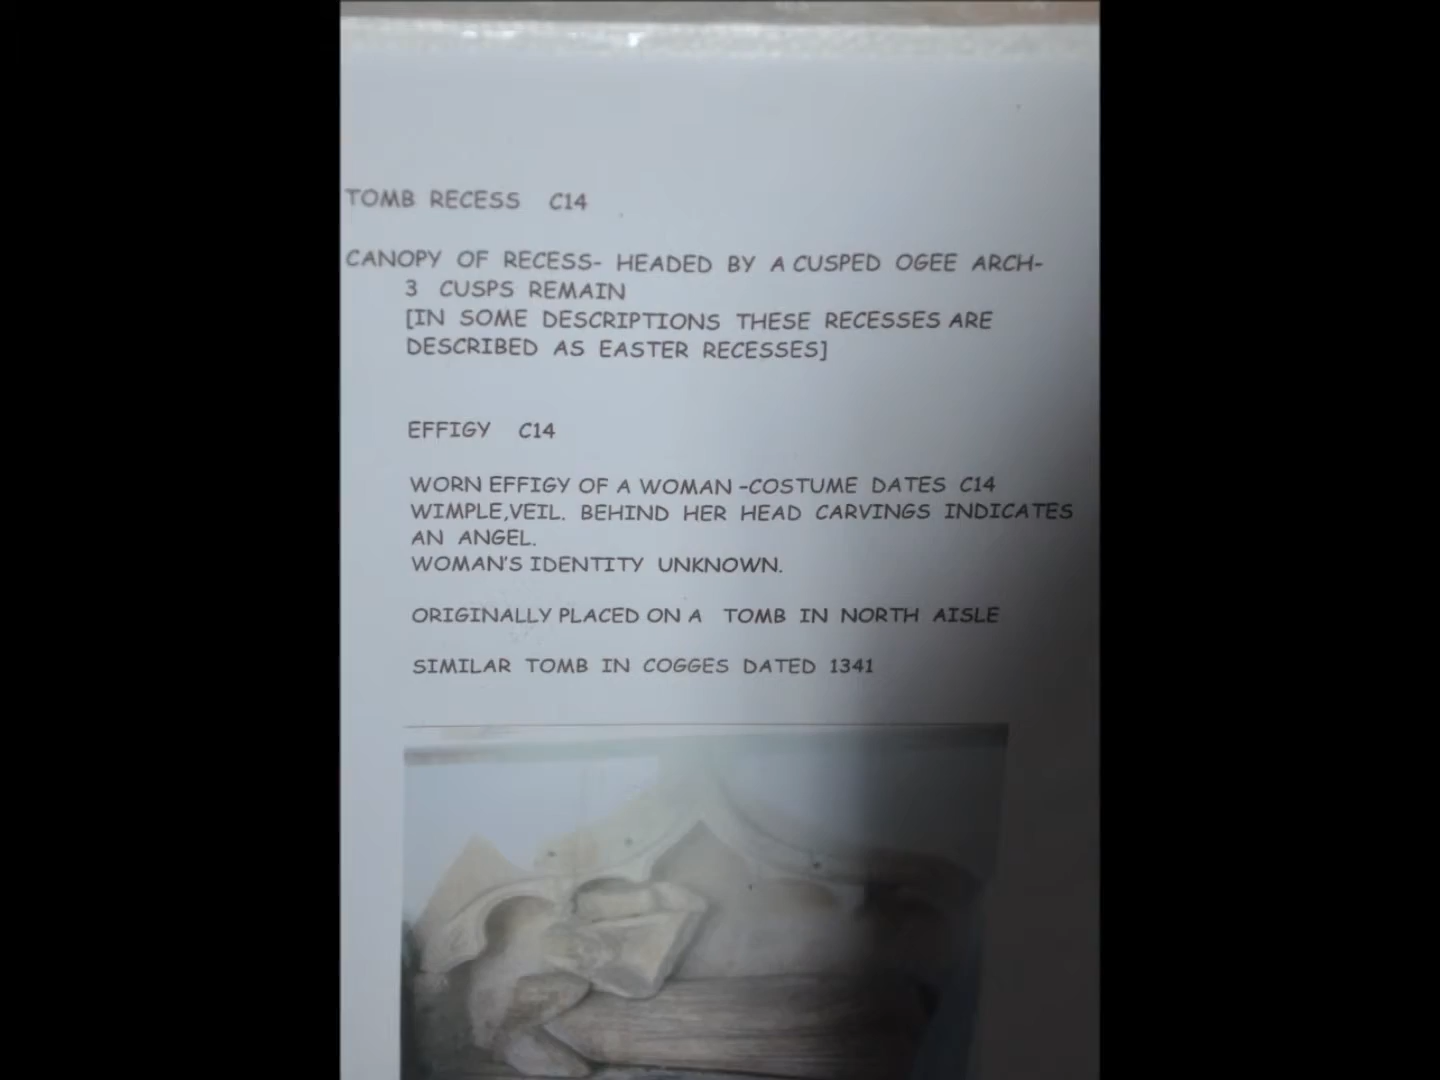 TOMB RECESS C14
CANOPY OF RECESS- HEADED BY A CUSPED OGEE ARCH-
3 CUSPS REMAIN
[IN SOME DESCRIPTIONS THESE RECESSES ARE
DESCRIBED AS EASTER RECESSES]
EFFIGY C14
WORN EFFIGY OF A WOMAN -COSTUME DATES C14
WIMPLE,VEIL. BEHIND HER HEAD CARVINGS INDICATES
AN ANGEL.
WOMAN'S IDENTITY UNKNOWN.
ORIGINALLY PLACED ON A TOMB IN NORTH AISLE
SIMILAR TOMB IN COGGES DATED 1341